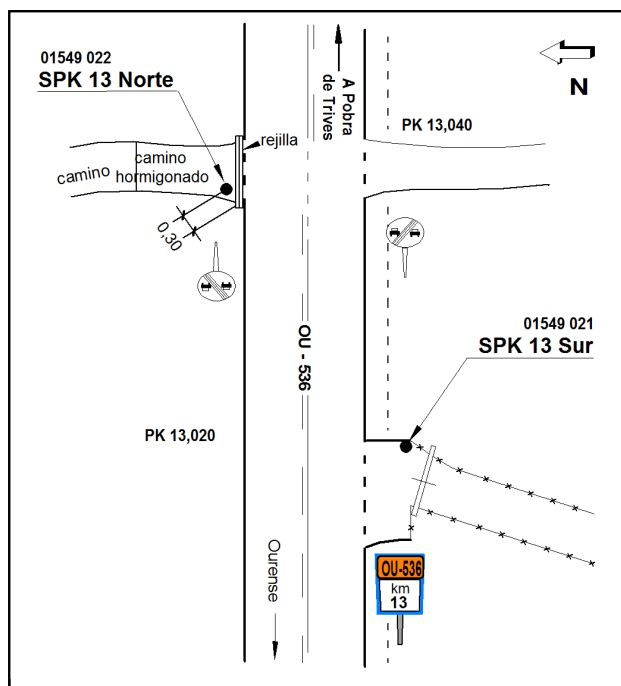 01549 022
SPK 13 Norte
A Pobra
de Trives
N
PK 13,040
rejilla
camino
camino
hormigonado
0,30
OU - 536
01549 021
SPK 13 Sur
PK 13,020
Ourense
OU-536
km
13